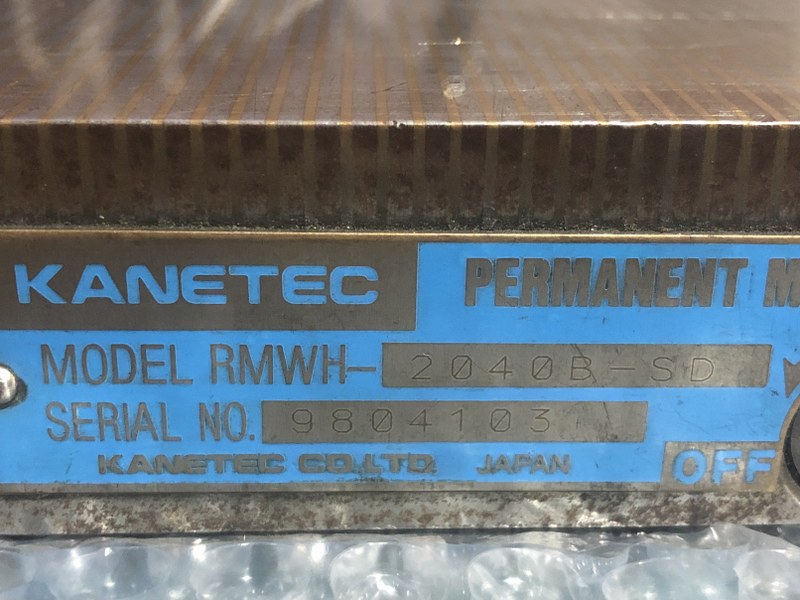 KANETEC PERMANENT M
MODEL RMWH-2040B-SD
SERIAL NO. 9804103
KANETEC CO.,LTD. JAPAN
OFF